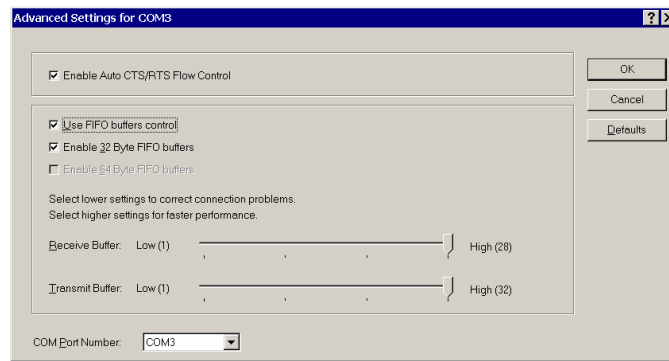 Advanced Settings for COM3
Enable Auto CTS/RTS Flow Control
OK
Cancel
Defaults
Use FIFO buffers control
Enable 32 Byte FIFO buffers
Enable 64 Byte FIFO buffers
Select lower settings to correct connection problems.
Select higher settings for faster performance.
Receive Buffer: Low (1) High (28)
Transmit Buffer: Low (1) High (32)
COM Port Number: COM3